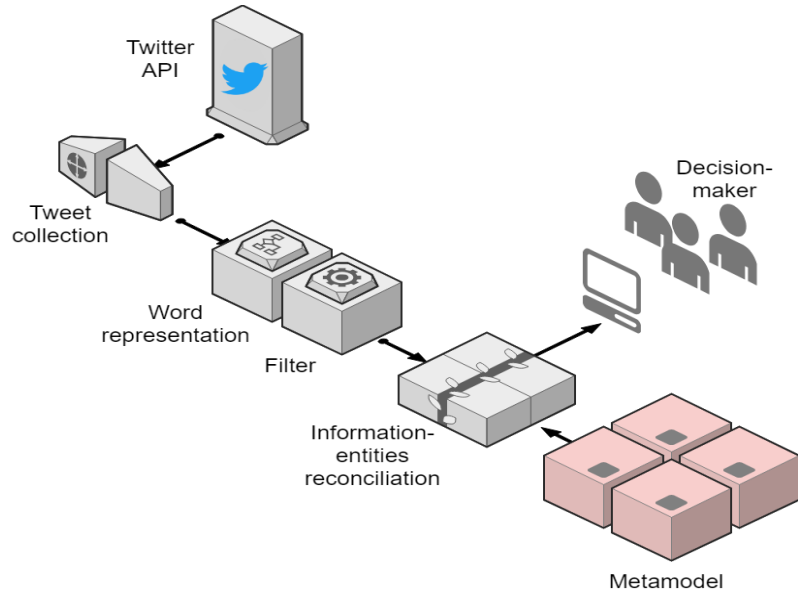 Twitter
API
Decision-
maker
Tweet
collection
Word
representation
Filter
Information-
entities
reconciliation
Metamodel